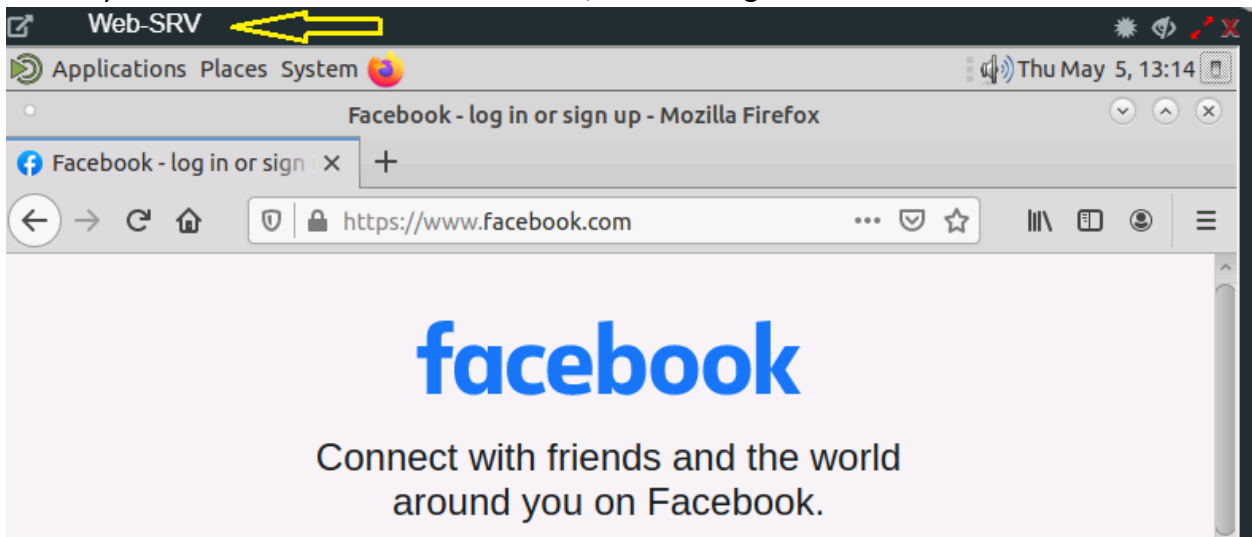 Web-SRV
Applications Places System
Thu May 5, 13:14
Facebook - log in or sign up - Mozilla Firefox
Facebook - log in or sign
https://www.facebook.com
facebook
Connect with friends and the world
around you on Facebook.